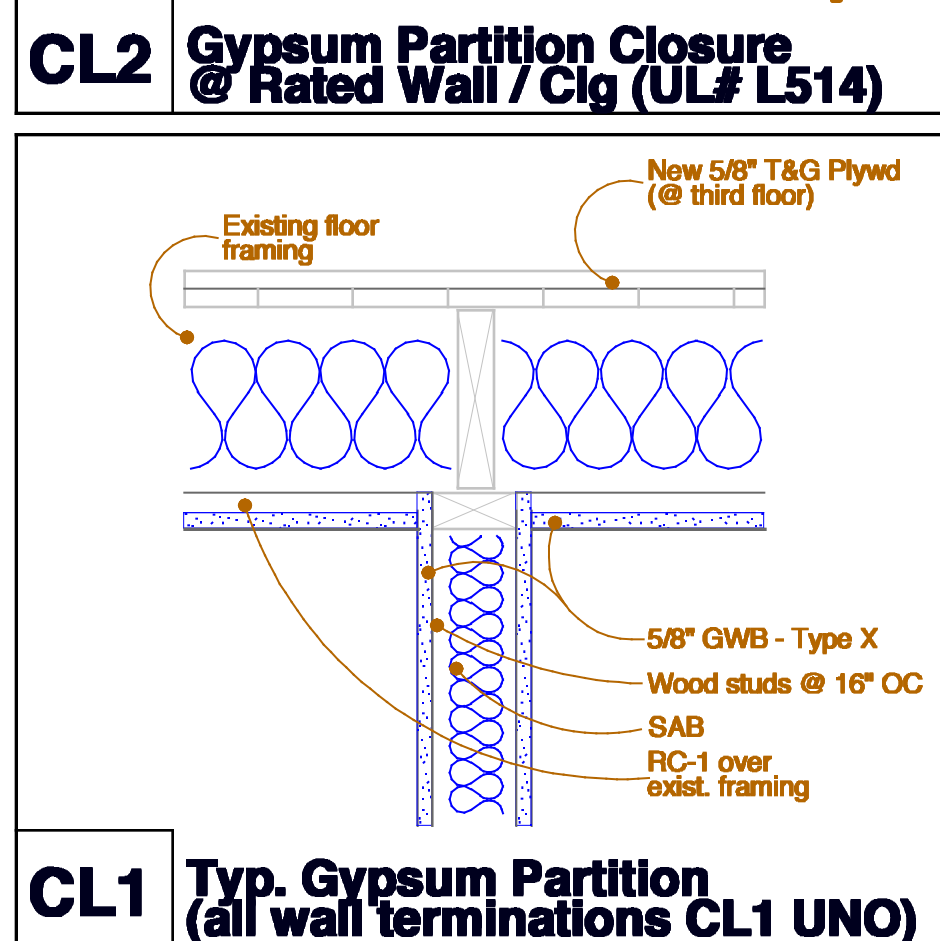 CL2
Gypsum Partition Closure
@ Rated Wall / Clg (UL# L514)
New 5/8" T&G Plywd
(@ third floor)
Existing floor
framing
5/8" GWB - Type X
Wood studs @ 16" OC
SAB
RC-1 over
exist. framing
CL1
Typ. Gypsum Partition
(all wall terminations CL1 UNO)